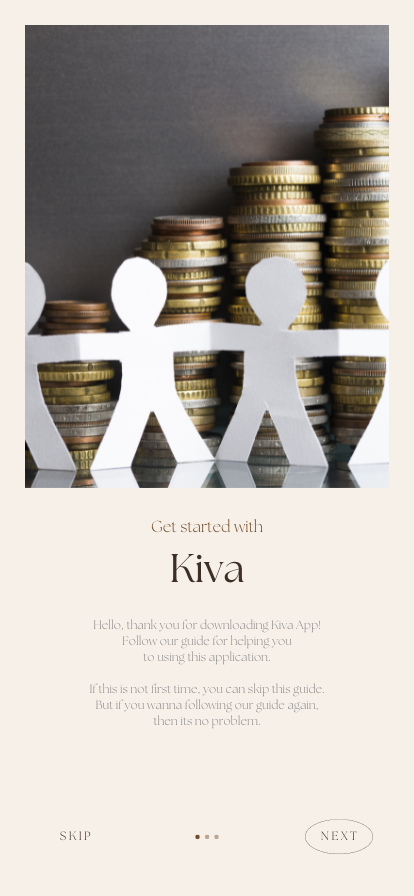 Get started with
Kiva
Hello, thank you for downloading Kiva App!
Follow our guide for helping you
to using this application.
If this is not first time, you can skip this guide.
But if you wanna following our guide again,
then its no problem.
SKIP
NEXT